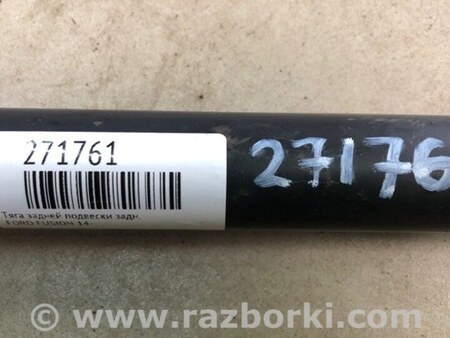 271761
27176
Тяга задней подвески задн.
FORD FUSION 14-
© www.razborki.com